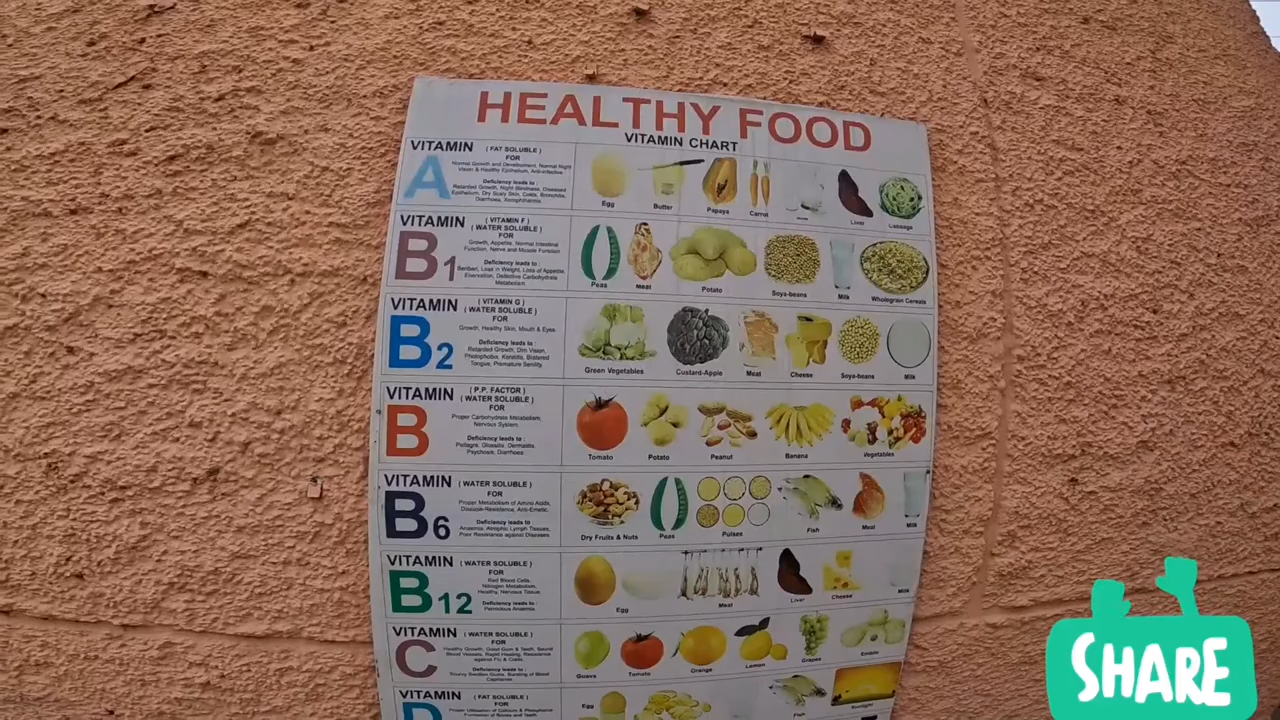 HEALTHY FOOD
VITAMIN CHART
VITAMIN A
( FAT SOLUBLE )
FOR
Normal Growth and Development, Normal Night
Vision & Healthy Epithelium, Anti-infective
Deficiency leads to :
Retarded Growth, Night Blindness, Diseased
Epithelium, Dry Scaly Skin, Colds, Bronchitis,
Diarrhoea, Xerophthalmia.
Egg Butter Papaya Carrot Liver Cabbage
VITAMIN B1
( VITAMIN F )
( WATER SOLUBLE )
FOR
Growth, Appetite, Normal Intestinal
Function, Nerve and Muscle Function
Deficiency leads to :
Beriberi, Loss in Weight, Loss of Appetite,
Enervation, Defective Carbohydrate
Metabolism.
Peas Meat Potato Soya-beans Milk Wholegrain Cereals
VITAMIN B2
( VITAMIN G )
( WATER SOLUBLE )
FOR
Growth, Healthy Skin, Mouth & Eyes.
Deficiency leads to :
Retarded Growth, Dim Vision,
Photophobia, Keratitis, Blistered
Tongue, Premature Senility.
Green Vegetables Custard-Apple Meat Cheese Soya-beans Milk
VITAMIN B
( P.P. FACTOR )
( WATER SOLUBLE )
FOR
Proper Carbohydrate Metabolism,
Nervous System.
Deficiency leads to :
Pellagra, Glossitis, Dermatitis,
Psychosis, Diarrhoea.
Tomato Potato Peanut Banana Vegetables
VITAMIN B6
( WATER SOLUBLE )
FOR
Proper Metabolism of Amino Acids,
Disease-Resistance, Anti-Emetic.
Deficiency leads to :
Anaemia, Atrophic Lymph Tissues,
Poor Resistance against Diseases.
Dry Fruits & Nuts Peas Pulses Fish Meat Milk
VITAMIN B12
( WATER SOLUBLE )
FOR
Red Blood Cells,
Nitrogen Metabolism,
Healthy, Nervous Tissue.
Deficiency leads to :
Pernicious Anaemia.
Egg Meat Liver Cheese Milk
VITAMIN C
( WATER SOLUBLE )
FOR
Healthy Growth, Good Gum & Teeth, Sound
Blood Vessels, Rapid Healing, Resistance
against Flu & Colds.
Deficiency leads to :
Scurvy Swollen Gums, Bursting of Blood
Capillaries.
Guava Tomato Orange Lemon Grapes Emblic
VITAMIN D
( FAT SOLUBLE )
FOR
Proper Utilisation of Calcium & Phosphorus
Formation of Bones and Teeth.
Egg Fish Sunlight
SHARE